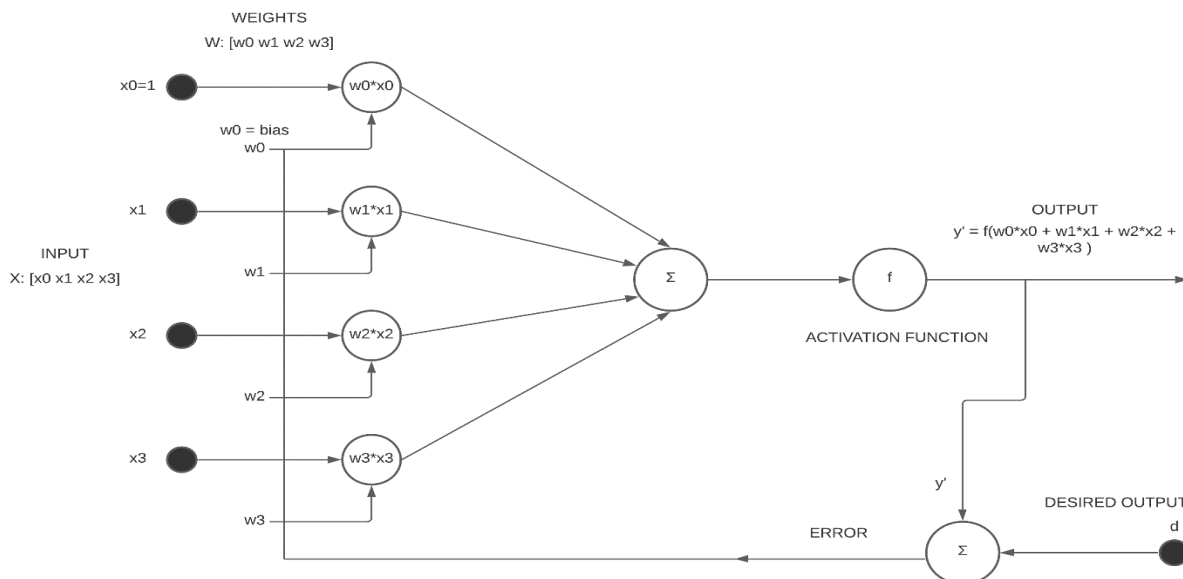 WEIGHTS
W: [w0 w1 w2 w3]
x0=1
w0*x0
w0 = bias
w0
x1
w1*x1
w1
INPUT
X: [x0 x1 x2 x3]
x2
w2*x2
w2
x3
w3*x3
w3
Σ
f
ACTIVATION FUNCTION
OUTPUT
y' = f(w0*x0 + w1*x1 + w2*x2 +
w3*x3 )
y'
DESIRED OUTPUT
d
ERROR
Σ